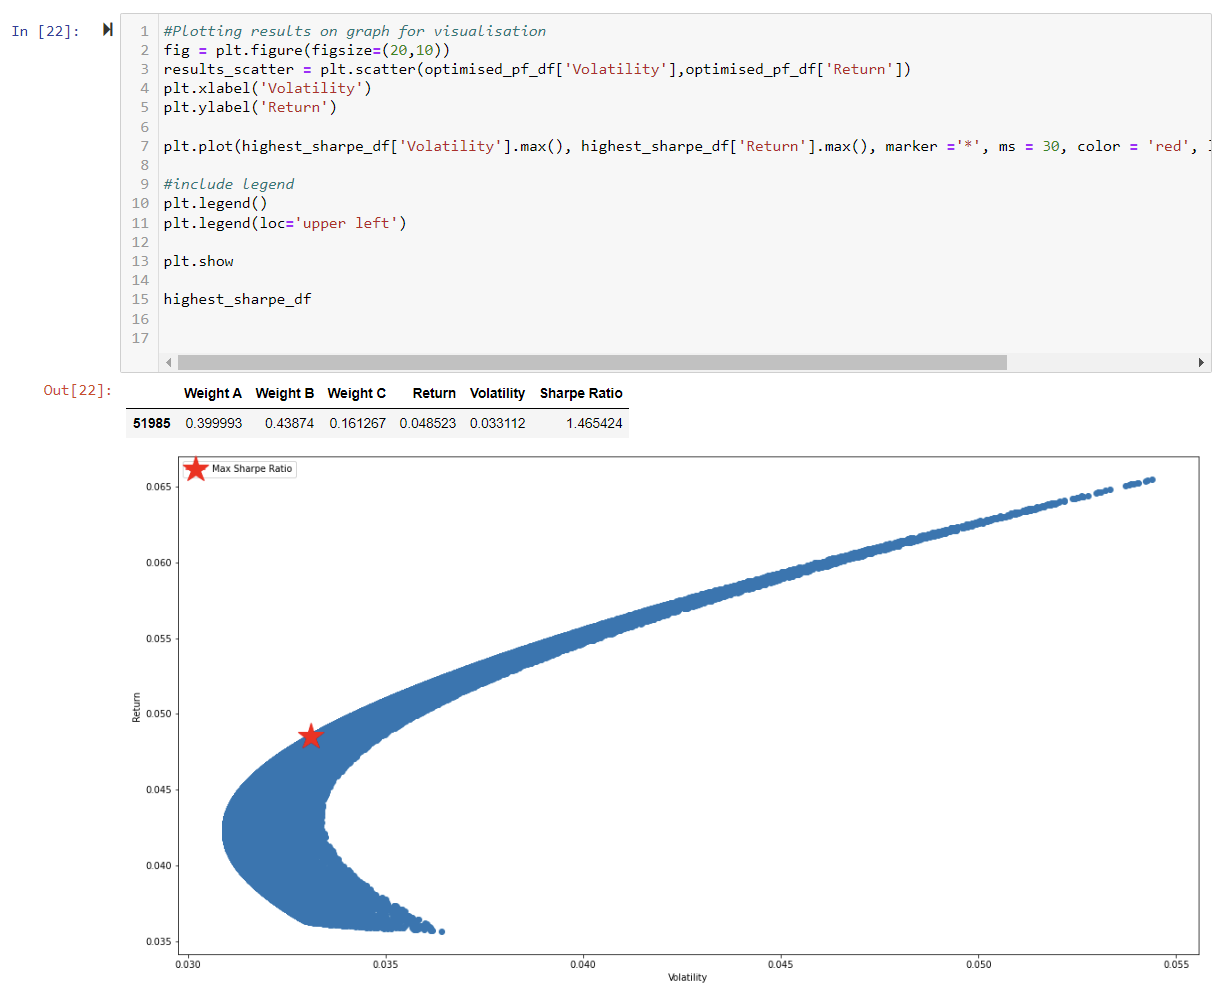 In [22]:
1 #Plotting results on graph for visualisation
2 fig = plt.figure(figsize=(20,10))
3 results_scatter = plt.scatter(optimised_pf_df['Volatility'],optimised_pf_df['Return'])
4 plt.xlabel('Volatility')
5 plt.ylabel('Return')
6
7 plt.plot(highest_sharpe_df['Volatility'].max(), highest_sharpe_df['Return'].max(), marker ='*', ms = 30, color = 'red',
8
9 #include legend
10 plt.legend()
11 plt.legend(loc='upper left')
12
13 plt.show
14
15 highest_sharpe_df
16
17
Out[22]:
Weight A Weight B Weight C Return Volatility Sharpe Ratio
51985 0.399993 0.43874 0.161267 0.048523 0.033112 1.465424
Max Sharpe Ratio
0.065
0.060
0.055
0.050
0.045
0.040
0.035
Return
0.030 0.035 0.040 0.045 0.050 0.055
Volatility